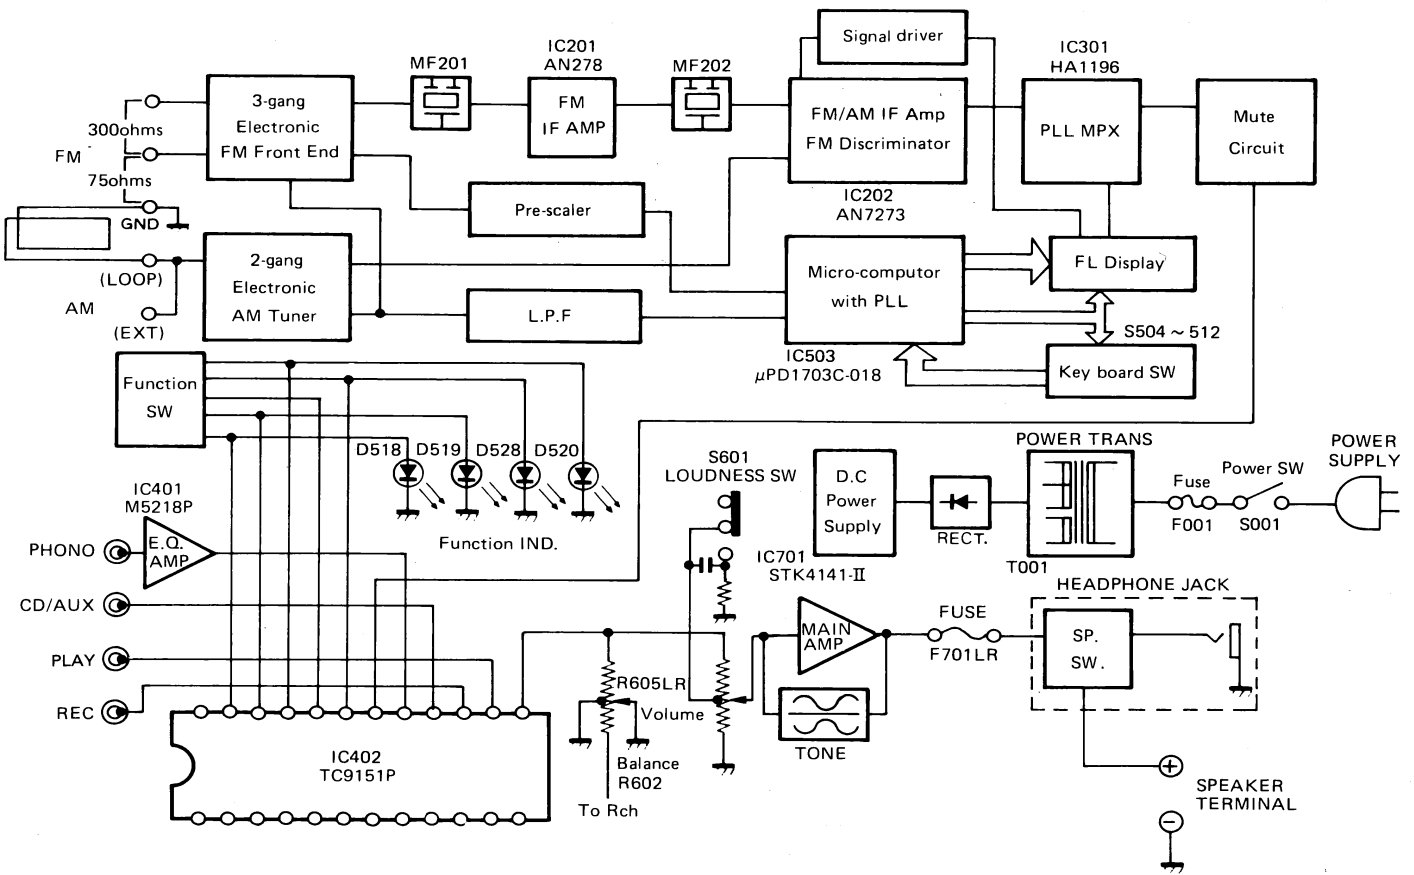 Signal driver
IC201
AN278
MF201
MF202
IC301
HA1196
3-gang
Electronic
FM Front End
FM
IF AMP
FM/AM IF Amp
FM Discriminator
PLL MPX
Mute
Circuit
300ohms
FM
75ohms
GND
Pre-scaler
IC202
AN7273
(LOOP)
AM
(EXT)
2-gang
Electronic
AM Tuner
L.P.F
Micro-computor
with PLL
FL Display
S504 ~ 512
IC503
μPD1703C-018
Key board SW
Function
SW
D518
D519
D528
D520
Function IND.
S601
LOUDNESS SW
D.C
Power
Supply
RECT.
POWER TRANS
T001
Fuse
F001
Power SW
S001
POWER
SUPPLY
IC401
M5218P
PHONO
E.Q.
AMP
CD/AUX
PLAY
REC
IC701
STK4141-II
MAIN
AMP
TONE
FUSE
F701LR
HEADPHONE JACK
SP.
SW.
R605LR
Volume
Balance
R602
To Rch
IC402
TC9151P
+
SPEAKER
TERMINAL
−